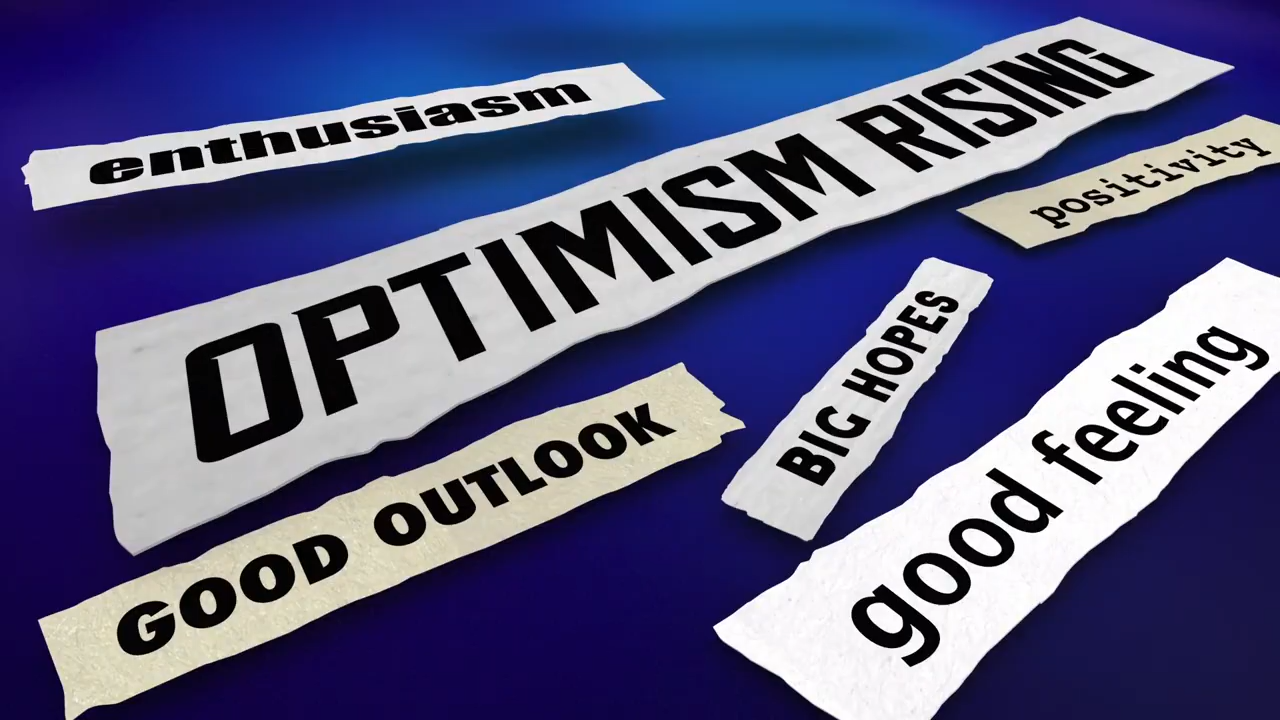 enthusiasm
OPTIMISM RISING
positivity
BIG HOPES
GOOD OUTLOOK
good feeling